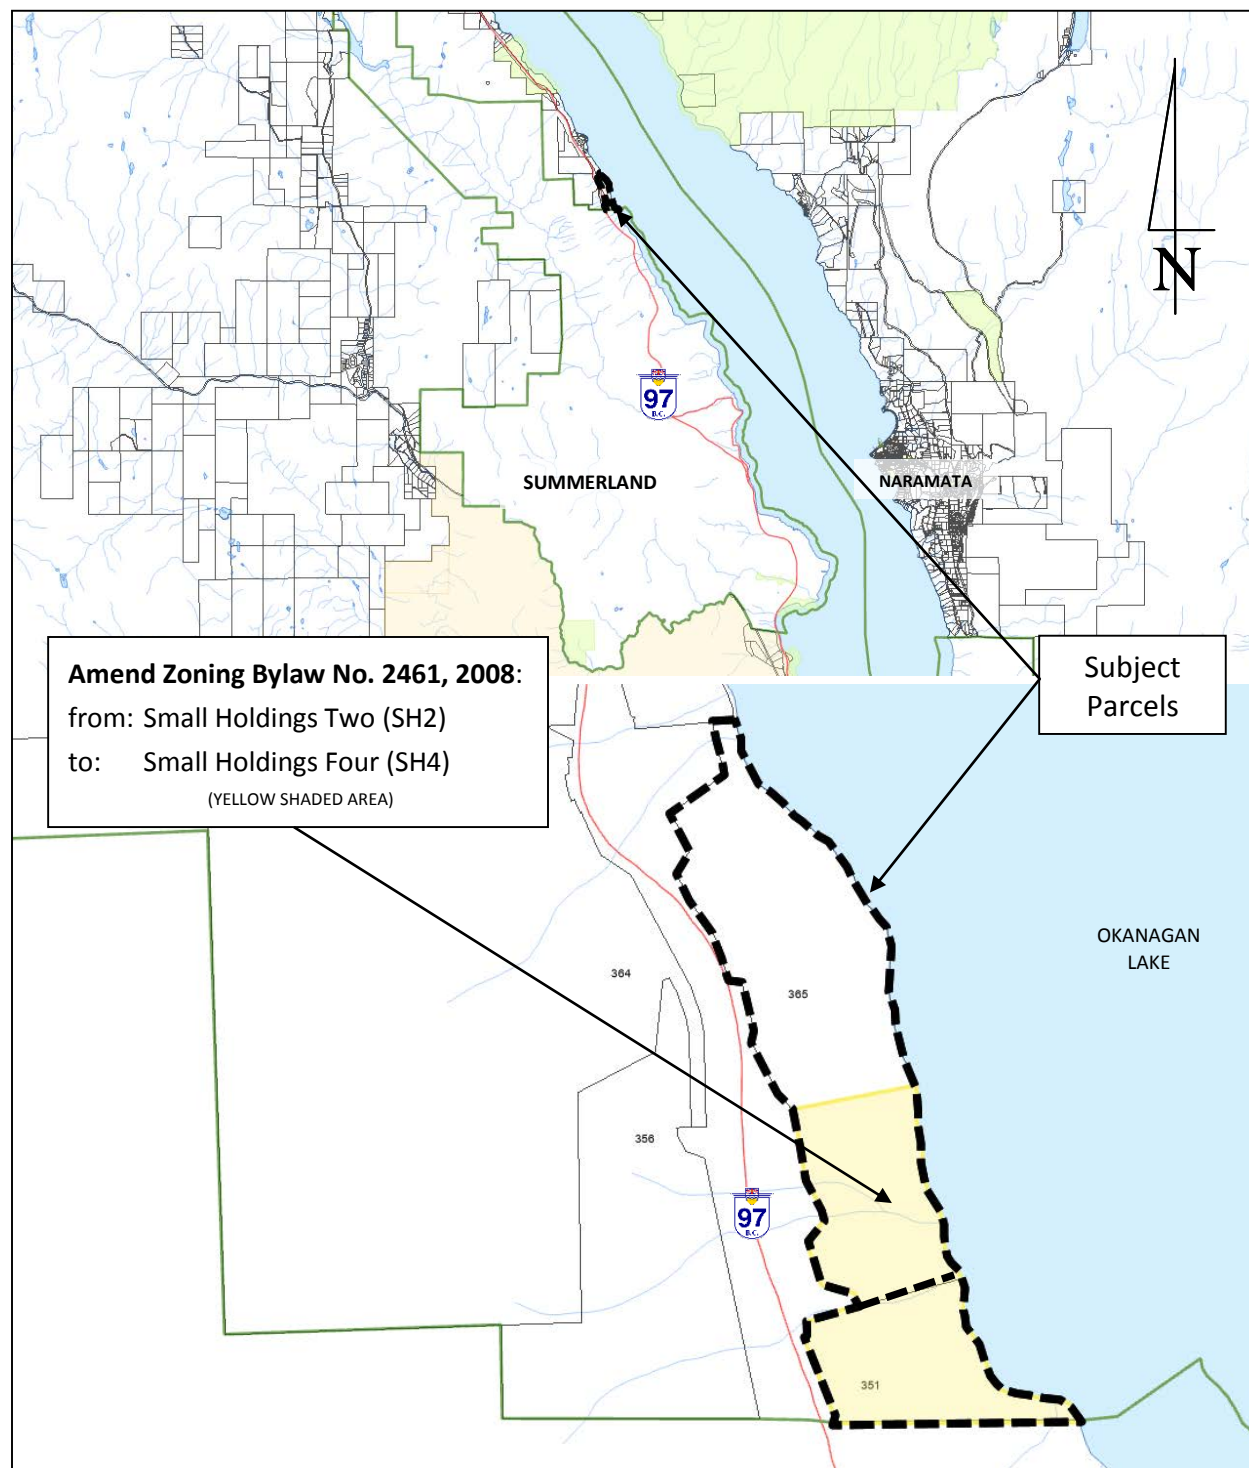 N
97
B.C.
SUMMERLAND
NARAMATA
Amend Zoning Bylaw No. 2461, 2008:
from: Small Holdings Two (SH2)
to: Small Holdings Four (SH4)
(YELLOW SHADED AREA)
Subject
Parcels
OKANAGAN
LAKE
364
365
356
97
B.C.
351